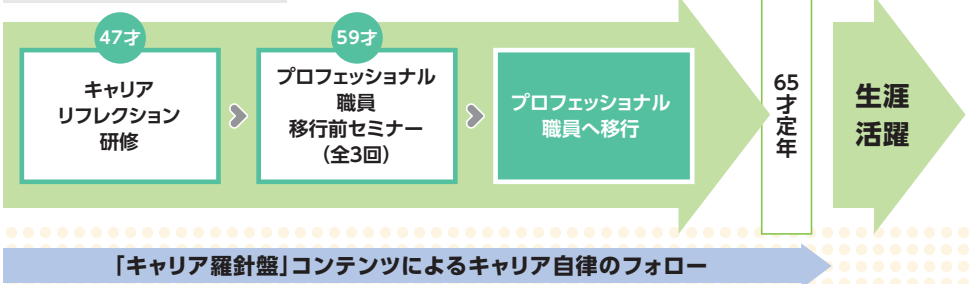 47才
キャリア
リフレクション
研修
59才
プロフェッショナル
職員
移行前セミナー
(全3回)
プロフェッショナル
職員へ移行
65才定年
生涯
活躍
「キャリア羅針盤」コンテンツによるキャリア自律のフォロー